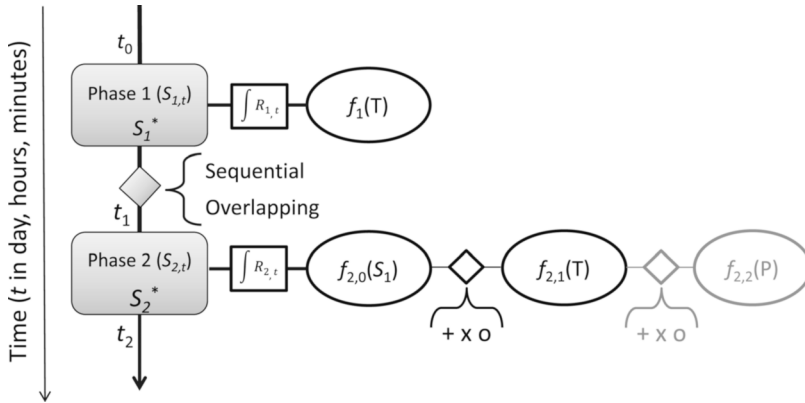 Time (t in day, hours, minutes)
t0
Phase 1 (S1,t)
S1*
∫ R1, t
f1(T)
Sequential
Overlapping
t1
Phase 2 (S2,t)
S2*
∫ R2, t
f2,0(S1)
f2,1(T)
f2,2(P)
+ x o
+ x o
t2